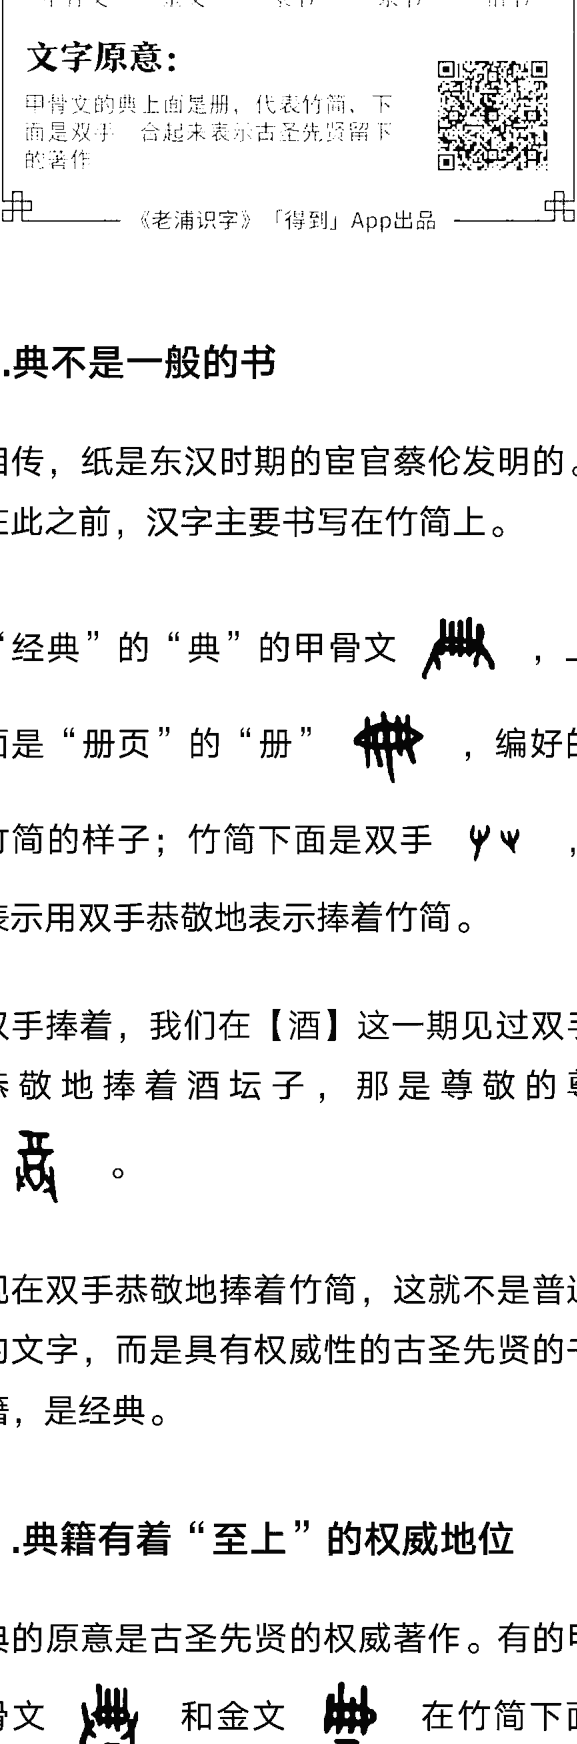 文字原意：
甲骨文的典上面是册，代表竹简、下
面是双手 合起来表示古圣先贤留下
的著作
《老浦识字》「得到」App出品
.典不是一般的书
相传，纸是东汉时期的宦官蔡伦发明的。
在此之前，汉字主要书写在竹简上。
“经典”的“典”的甲骨文 ，上
面是“册页”的“册” ，编好的
竹简的样子；竹简下面是双手 ，
表示用双手恭敬地表示捧着竹简。
双手捧着，我们在【酒】这一期见过双手
恭敬地捧着酒坛子，那是尊敬的尊
。
现在双手恭敬地捧着竹简，这就不是普通
的文字，而是具有权威性的古圣先贤的书
籍，是经典。
.典籍有着“至上”的权威地位
典的原意是古圣先贤的权威著作。有的甲
骨文 和金文 在竹简下面